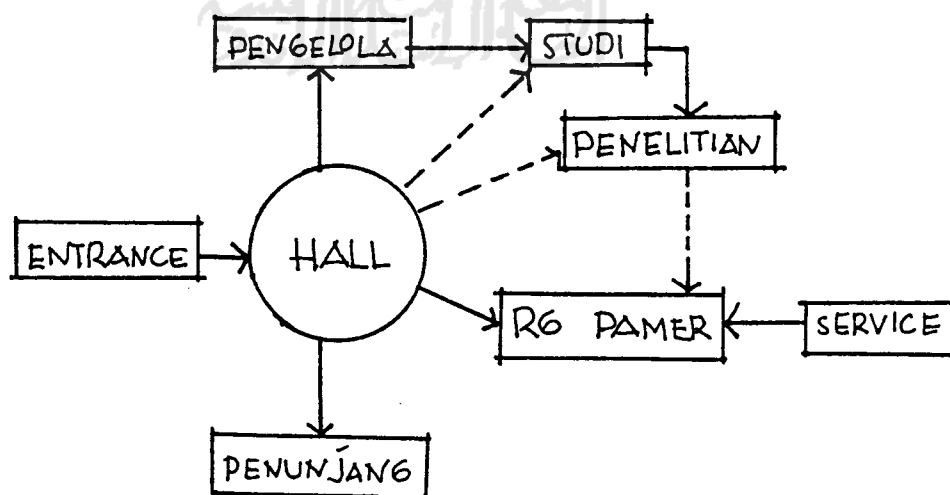 PENGELOLA
STUDI
PENELITIAN
ENTRANCE
HALL
RG PAMER
SERVICE
PENUNJANG